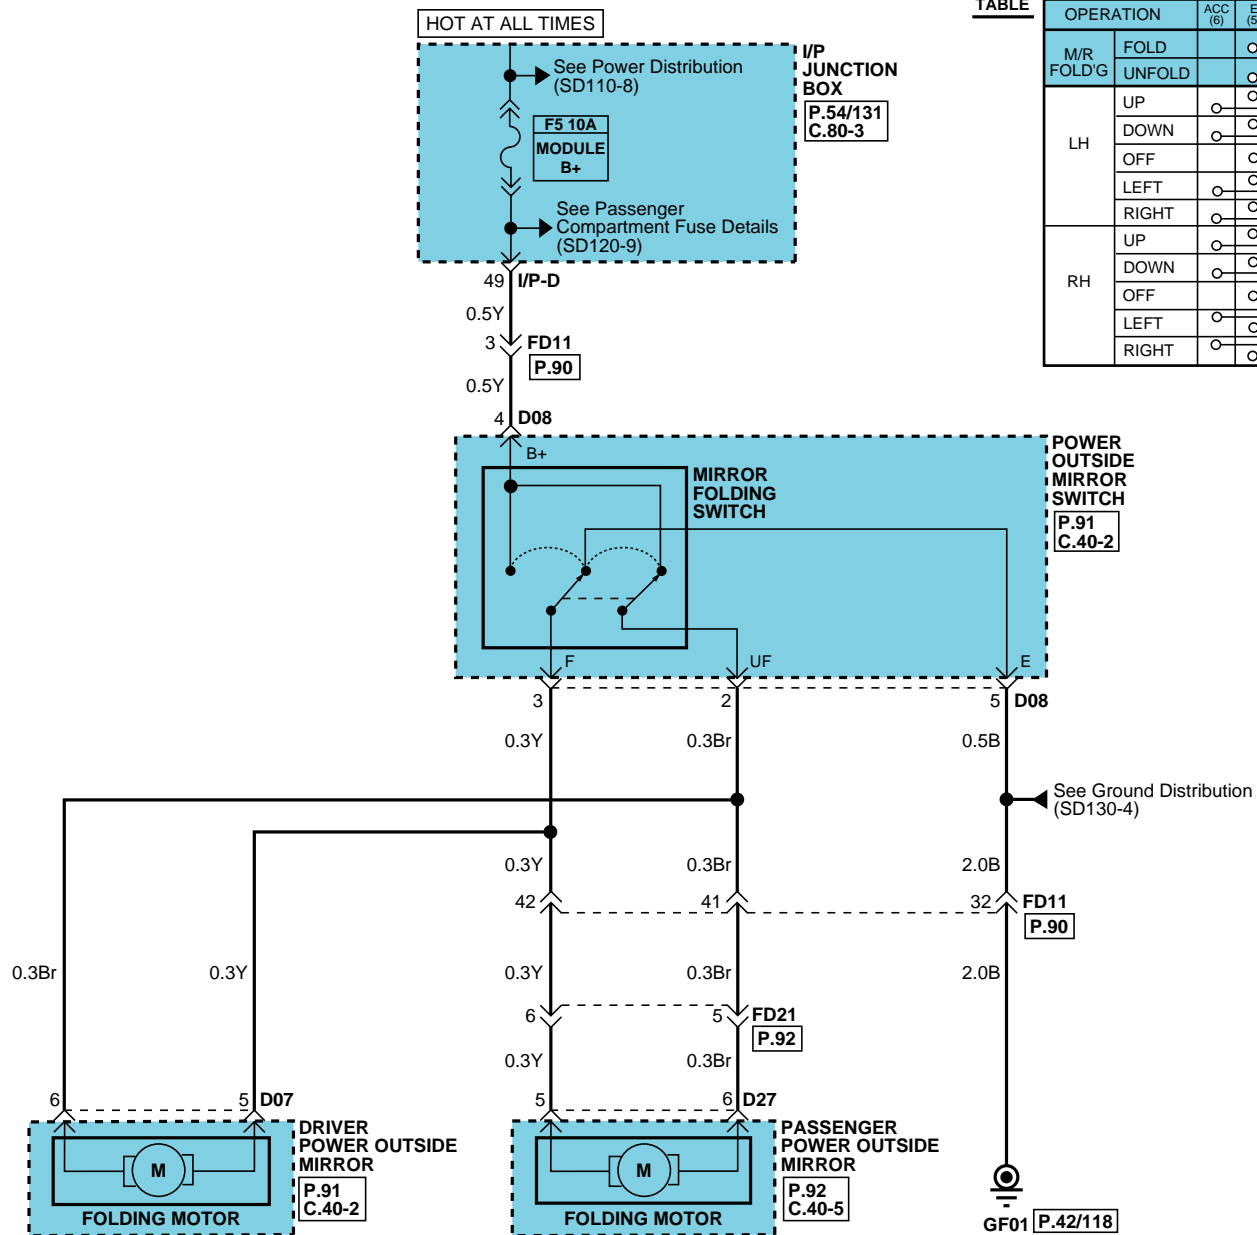 TABLE
HOT AT ALL TIMES
OPERATION
ACC
(6)
M/R
FOLD'G
FOLD
UNFOLD
LH
UP
DOWN
OFF
LEFT
RIGHT
RH
UP
DOWN
OFF
LEFT
RIGHT
See Power Distribution
(SD110-8)
F5 10A
MODULE
B+
See Passenger
Compartment Fuse Details
(SD120-9)
I/P
JUNCTION
BOX
P.54/131
C.80-3
49 I/P-D
0.5Y
3 FD11
P.90
0.5Y
4 D08
B+
MIRROR
FOLDING
SWITCH
POWER
OUTSIDE
MIRROR
SWITCH
P.91
C.40-2
F UF E
3 2 5 D08
0.3Y 0.3Br 0.5B
See Ground Distribution
(SD130-4)
0.3Y 0.3Br 2.0B
42 41 32 FD11
P.90
0.3Br 0.3Y 0.3Y 0.3Br 2.0B
6 5 FD21
P.92
0.3Y 0.3Br
6 5 D07
5 6 D27
M
FOLDING MOTOR
DRIVER
POWER OUTSIDE
MIRROR
P.91
C.40-2
M
FOLDING MOTOR
PASSENGER
POWER OUTSIDE
MIRROR
P.92
C.40-5
GF01 P.42/118